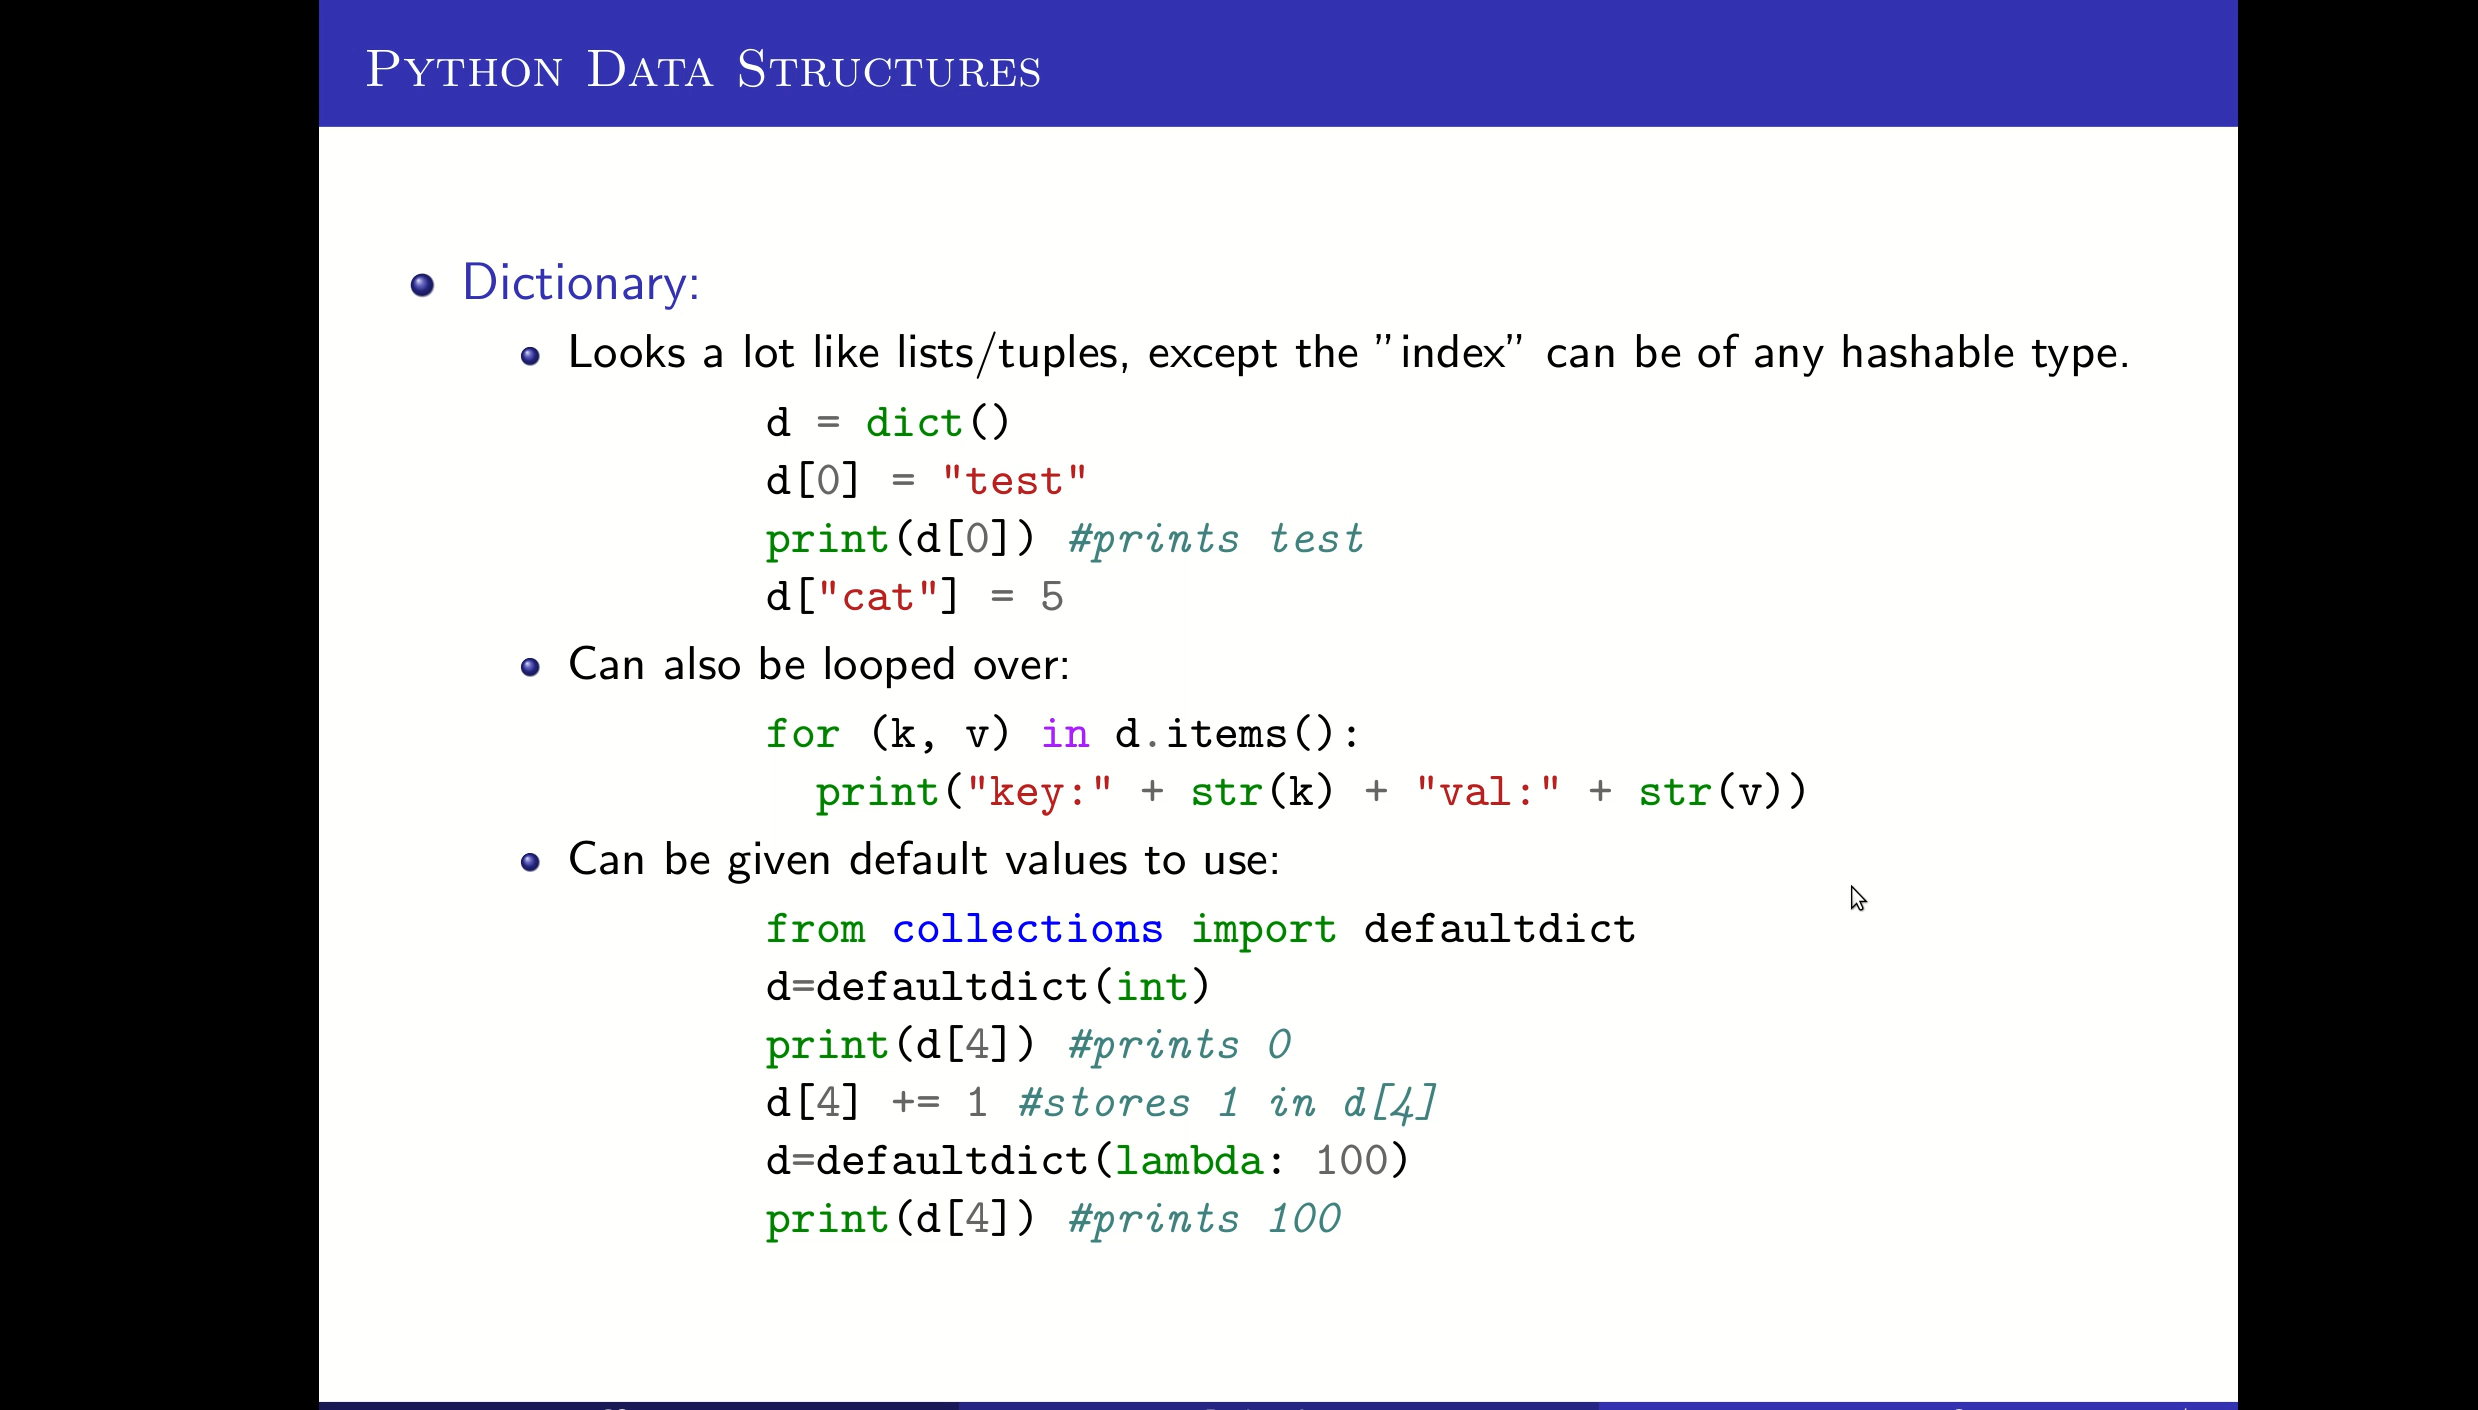 Python Data Structures
Dictionary:
Looks a lot like lists/tuples, except the ”index” can be of any hashable type.
d = dict()
d[0] = "test"
print(d[0]) #prints test
d["cat"] = 5
Can also be looped over:
for (k, v) in d.items():
  print("key:" + str(k) + "val:" + str(v))
Can be given default values to use:
from collections import defaultdict
d=defaultdict(int)
print(d[4]) #prints 0
d[4] += 1 #stores 1 in d[4]
d=defaultdict(lambda: 100)
print(d[4]) #prints 100